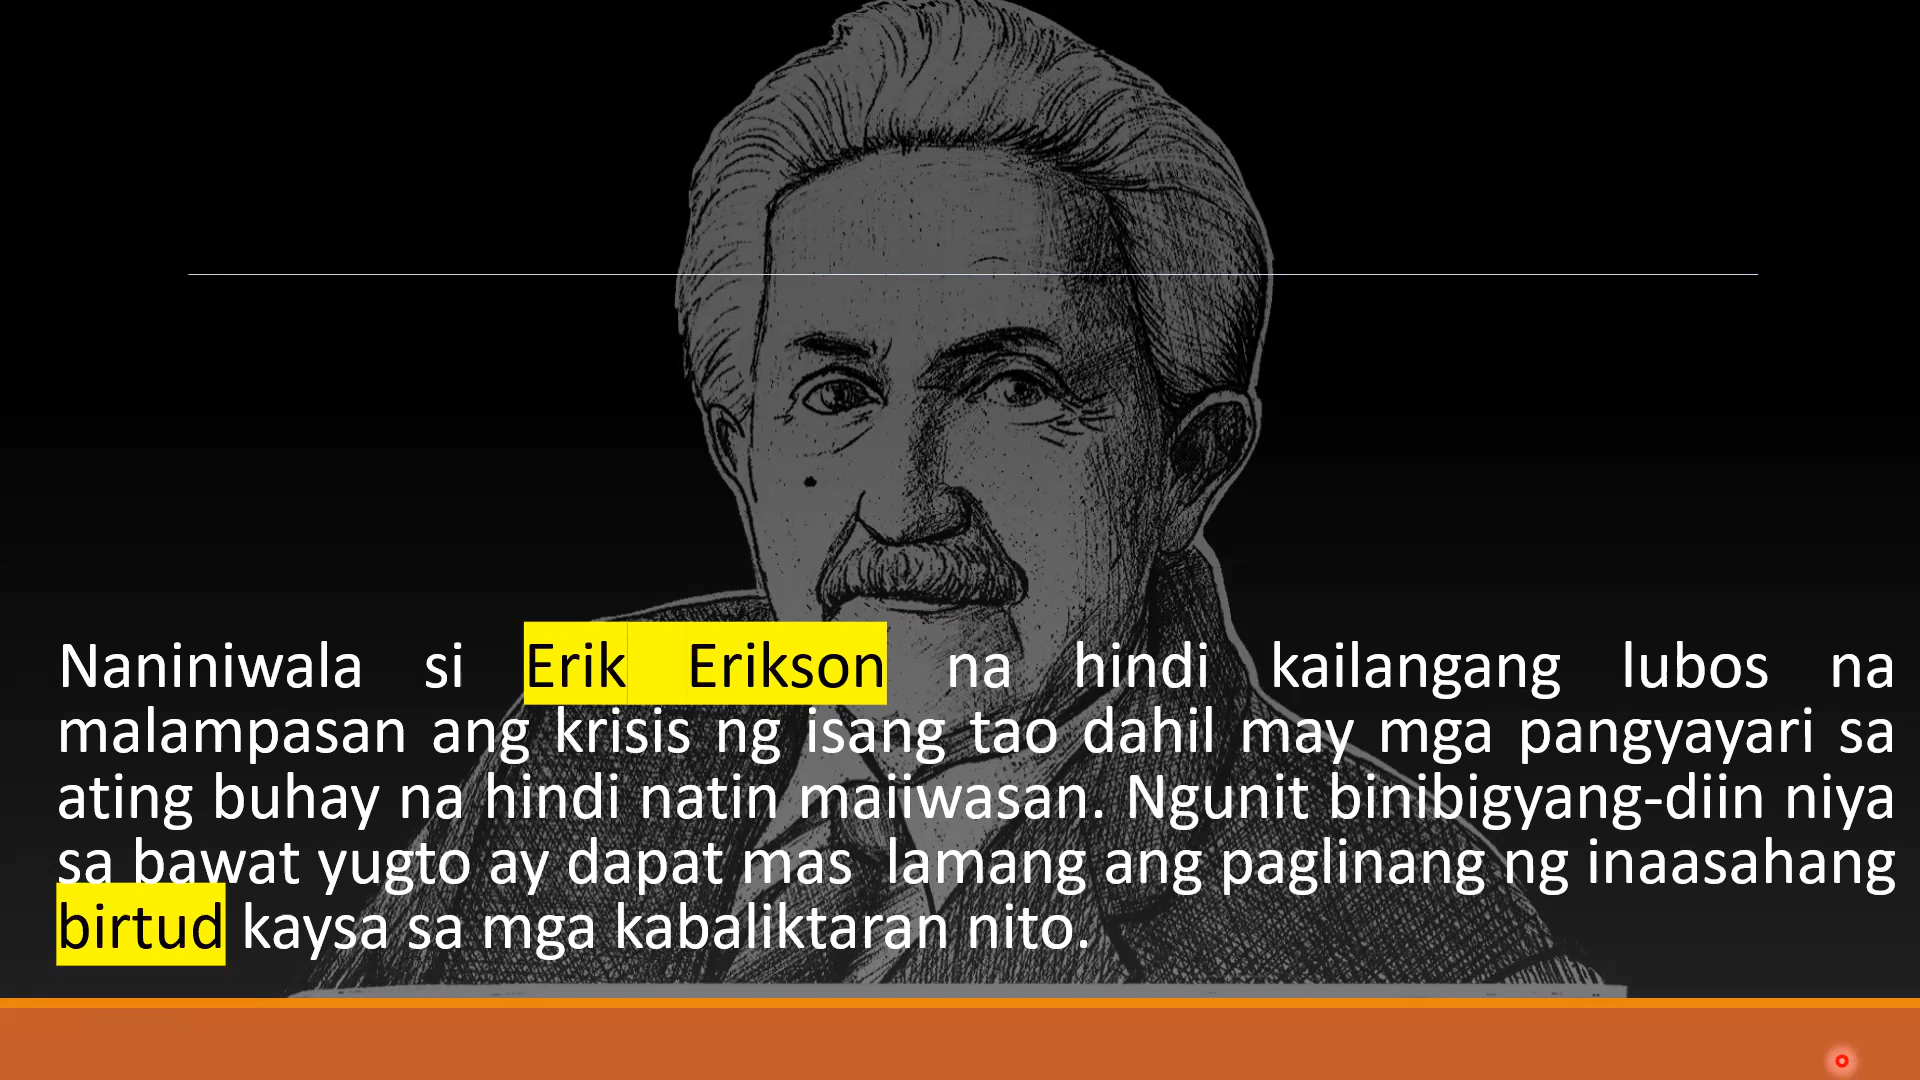 Naniniwala si Erik Erikson na hindi kailangang lubos na
malampasan ang krisis ng isang tao dahil may mga pangyayari sa
ating buhay na hindi natin maiiwasan. Ngunit binibigyang-diin niya
sa bawat yugto ay dapat mas lamang ang paglinang ng inaasahang
birtud kaysa sa mga kabaliktaran nito.